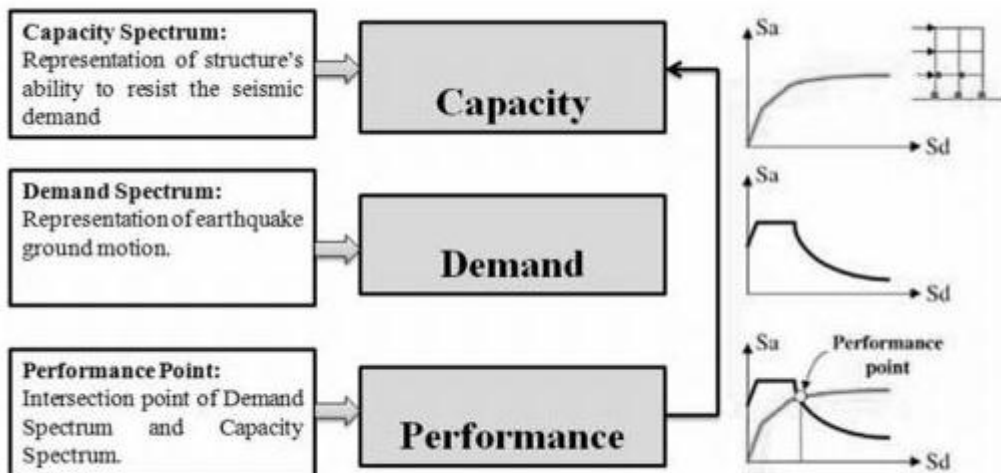 Capacity Spectrum:
Representation of structure's
ability to resist the seismic
demand
Capacity
Sa
Sd
Demand Spectrum:
Representation of earthquake
ground motion.
Demand
Sa
Sd
Performance Point:
Intersection point of Demand
Spectrum and Capacity
Spectrum.
Performance
Sa
Performance
point
Sd